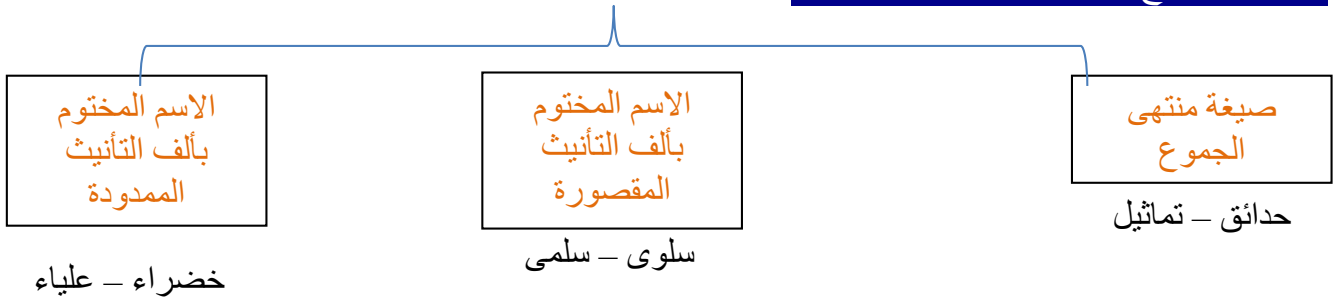 صيغة منتهى
الجموع
حدائق – تماثيل
الاسم المختوم
بألف التأنيث
المقصورة
سلوى – سلمى
الاسم المختوم
بألف التأنيث
الممدودة
خضراء – علياء